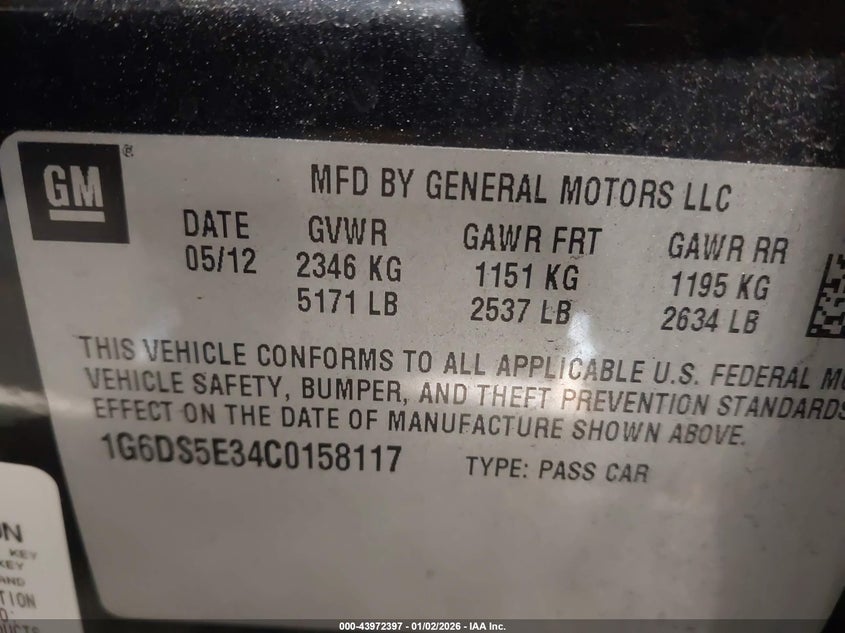 GM
MFD BY GENERAL MOTORS LLC
DATE GVWR GAWR FRT GAWR RR
05/12 2346 KG 1151 KG 1195 KG
5171 LB 2537 LB 2634 LB
THIS VEHICLE CONFORMS TO ALL APPLICABLE U.S. FEDERAL
VEHICLE SAFETY, BUMPER, AND THEFT PREVENTION STANDARDS
EFFECT ON THE DATE OF MANUFACTURE SHOWN ABOVE.
1G6DS5E34C0158117 TYPE: PASS CAR
KEY
KEY
AND
000-43972397 - 01/02/2026 - IAA Inc.